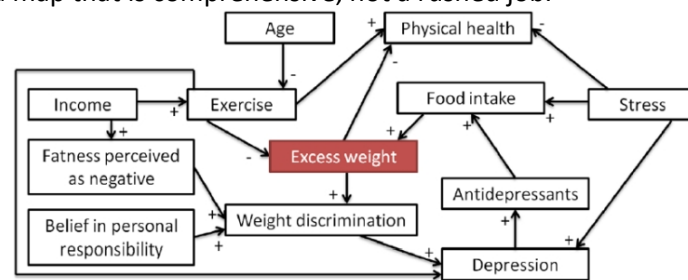 map that is comprehensive, not a rushed job.
Age
+
Physical health
-
-
Income
+
Exercise
Food intake
+
Stress
+
Fatness perceived
as negative
-
-
Excess weight
+
+
Antidepressants
+
+
Belief in personal
responsibility
+
Weight discrimination
+
+
+
Depression